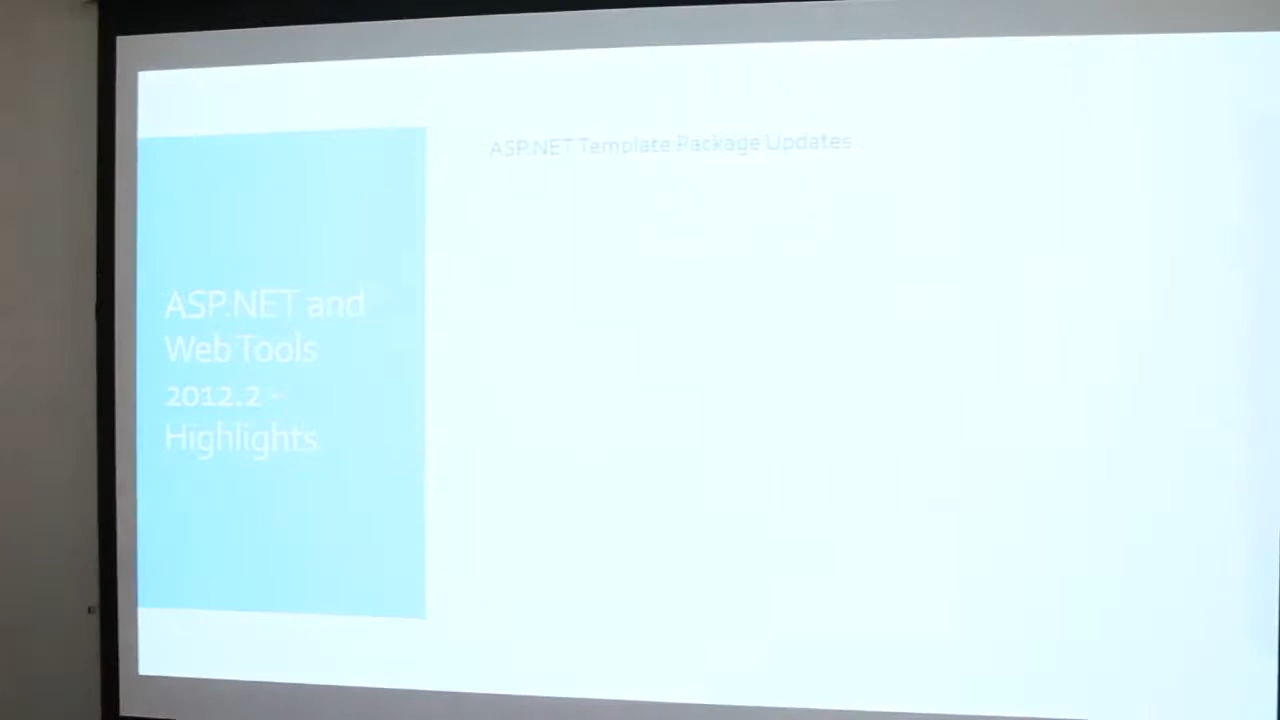 ASP.NET Template Package Updates
ASP.NET and
Web Tools
2012.2 -
Highlights